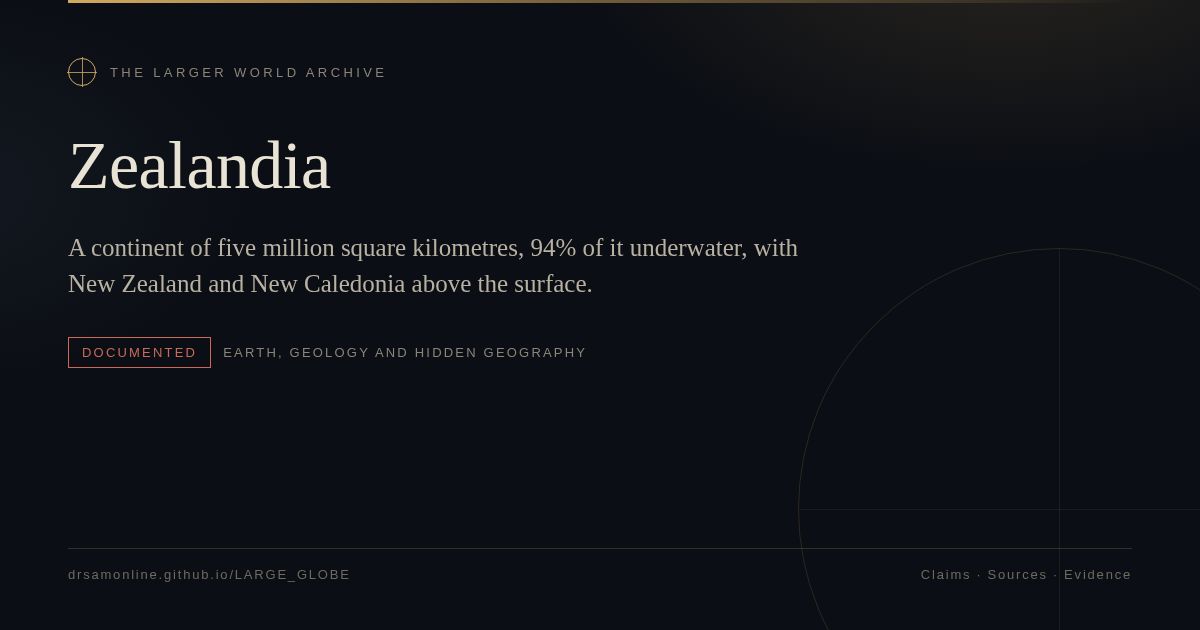 THE LARGER WORLD ARCHIVE
Zealandia
A continent of five million square kilometres, 94% of it underwater, with
New Zealand and New Caledonia above the surface.
DOCUMENTED EARTH, GEOLOGY AND HIDDEN GEOGRAPHY
drsamonline.github.io/LARGE_GLOBE Claims · Sources · Evidence